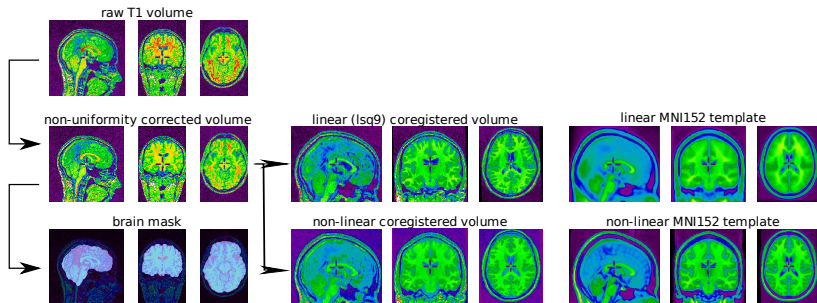 raw T1 volume
non-uniformity corrected volume
linear (lsq9) coregistered volume
linear MNI152 template
brain mask
non-linear coregistered volume
non-linear MNI152 template